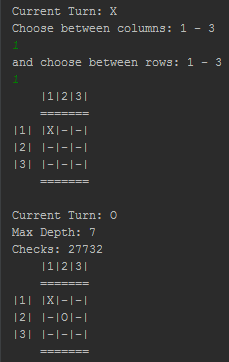 Current Turn: X
Choose between columns: 1 - 3
1
and choose between rows: 1 - 3
1
    |1|2|3|
    =======
|1| |X|-|-|
|2| |-|-|-|
|3| |-|-|-|
    =======

Current Turn: O
Max Depth: 7
Checks: 27732
    |1|2|3|
    =======
|1| |X|-|-|
|2| |-|O|-|
|3| |-|-|-|
    =======